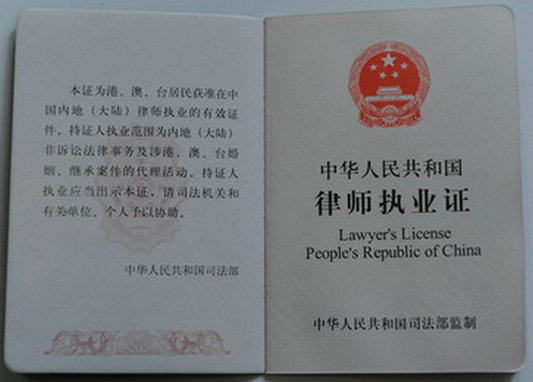 本证为港、澳、台居民获准在中
国内地（大陆）律师执业的有效证
件。持证人执业范围为内地（大陆）
非诉讼法律事务及涉港、澳、台婚
姻、继承案件的代理活动。持证人
执业应当出示本证。请司法机关和
有关单位、个人予以协助。
中华人民共和国司法部
中华人民共和国
律师执业证
Lawyer's License
People's Republic of China
中华人民共和国司法部监制